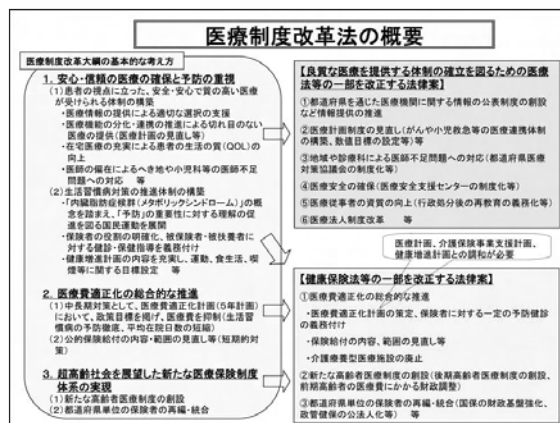 医療制度改革法の概要
医療制度改革大綱の基本的な考え方
1．安心・信頼の医療の確保と予防の重視
(1)患者の視点に立った、安全・安心で質の高い医療
が受けられる体制の構築
・医療情報の提供による適切な選択の支援
・医療機能の分化・連携の推進による切れ目のない
医療の提供(医療計画の見直し等)
・在宅医療の充実による患者の生活の質(QOL)の
向上
・医師の偏在によるへき地や小児科等の医師不足
問題への対応　等
(2)生活習慣病対策の推進体制の構築
・「内臓脂肪症候群(メタボリックシンドローム)」の概
念を踏まえ、「予防」の重要性に対する理解の促
進を図る国民運動を展開
・保険者の役割の明確化、被保険者・被扶養者に
対する健診・保健指導を義務付け
・健康増進計画の内容を充実し、運動、食生活、喫
煙等に関する目標設定　等
2．医療費適正化の総合的な推進
(1)中長期対策として、医療費適正化計画(5年計画)
において、政策目標を掲げ、医療費を抑制(生活習
慣病の予防徹底、平均在院日数の短縮)
(2)公的保険給付の内容・範囲の見直し等(短期的対
策)
3．超高齢社会を展望した新たな医療保険制度
体系の実現
(1)新たな高齢者医療制度の創設
(2)都道府県単位の保険者の再編・統合
【良質な医療を提供する体制の確立を図るための医療
法等の一部を改正する法律案】
①都道府県を通じた医療機関に関する情報の公表制度の創設
など情報提供の推進
②医療計画制度の見直し(がんや小児救急等の医療連携体制
の構築、数値目標の設定等)等
③地域や診療科による医師不足問題への対応(都道府県医療
対策協議会の制度化等)
④医療安全の確保(医療安全支援センターの制度化等)
⑤医療従事者の資質の向上(行政処分後の再教育の義務化等)
⑥医療法人制度改革　等
医療計画、介護保険事業支援計画、
健康増進計画との調和が必要
【健康保険法等の一部を改正する法律案】
①医療費適正化の総合的な推進
・医療費適正化計画の策定、保険者に対する一定の予防健診
の義務付け
・保険給付の内容、範囲の見直し等
・介護療養型医療施設の廃止
②新たな高齢者医療制度の創設(後期高齢者医療制度の創設、
前期高齢者の医療費にかかる財政調整)
③都道府県単位の保険者の再編・統合(国保の財政基盤強化、
政管健保の公法人化等)　等